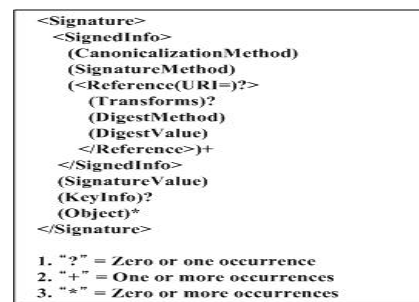 <Signature>
<SignedInfo>
(CanonicalizationMethod)
(SignatureMethod)
(<Reference(URI=)?>
(Transforms)?
(DigestMethod)
(DigestValue)
</Reference>)+
</SignedInfo>
(SignatureValue)
(KeyInfo)?
(Object)*
</Signature>
1. “?” = Zero or one occurrence
2. “+” = One or more occurrences
3. “*” = Zero or more occurrences